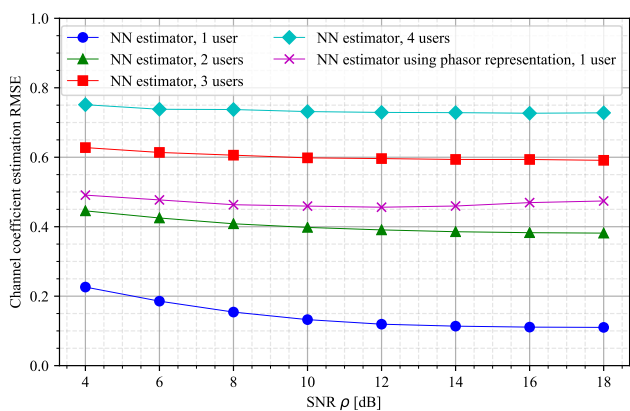 1.0
0.8
0.6
0.4
0.2
0.0
Channel coefficient estimation RMSE
NN estimator, 1 user
NN estimator, 2 users
NN estimator, 3 users
NN estimator, 4 users
NN estimator using phasor representation, 1 user
4 6 8 10 12 14 16 18
SNR ρ [dB]